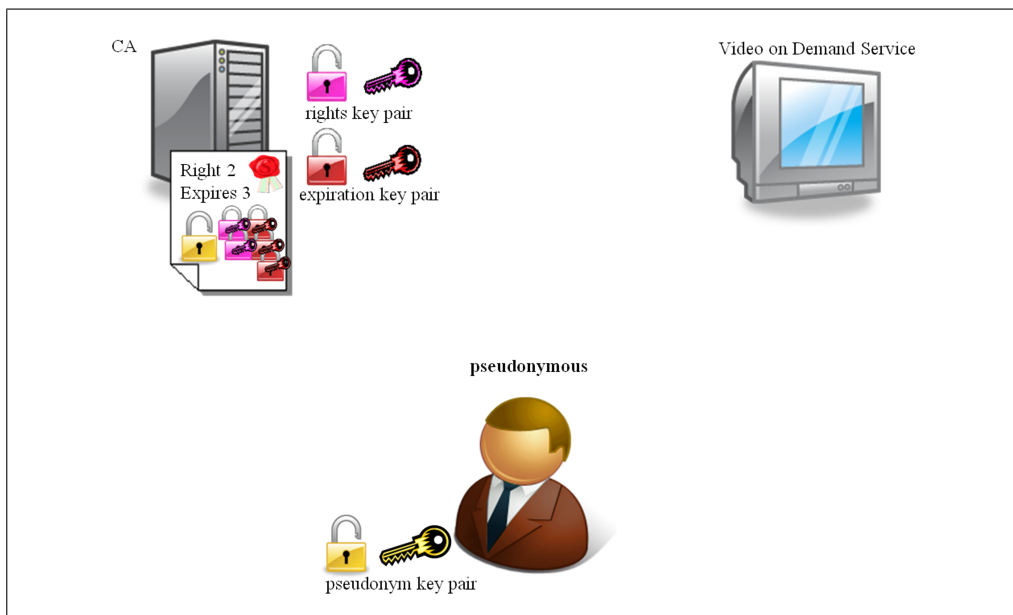 CA
Video on Demand Service
rights key pair
Right 2
Expires 3
expiration key pair
pseudonymous
pseudonym key pair